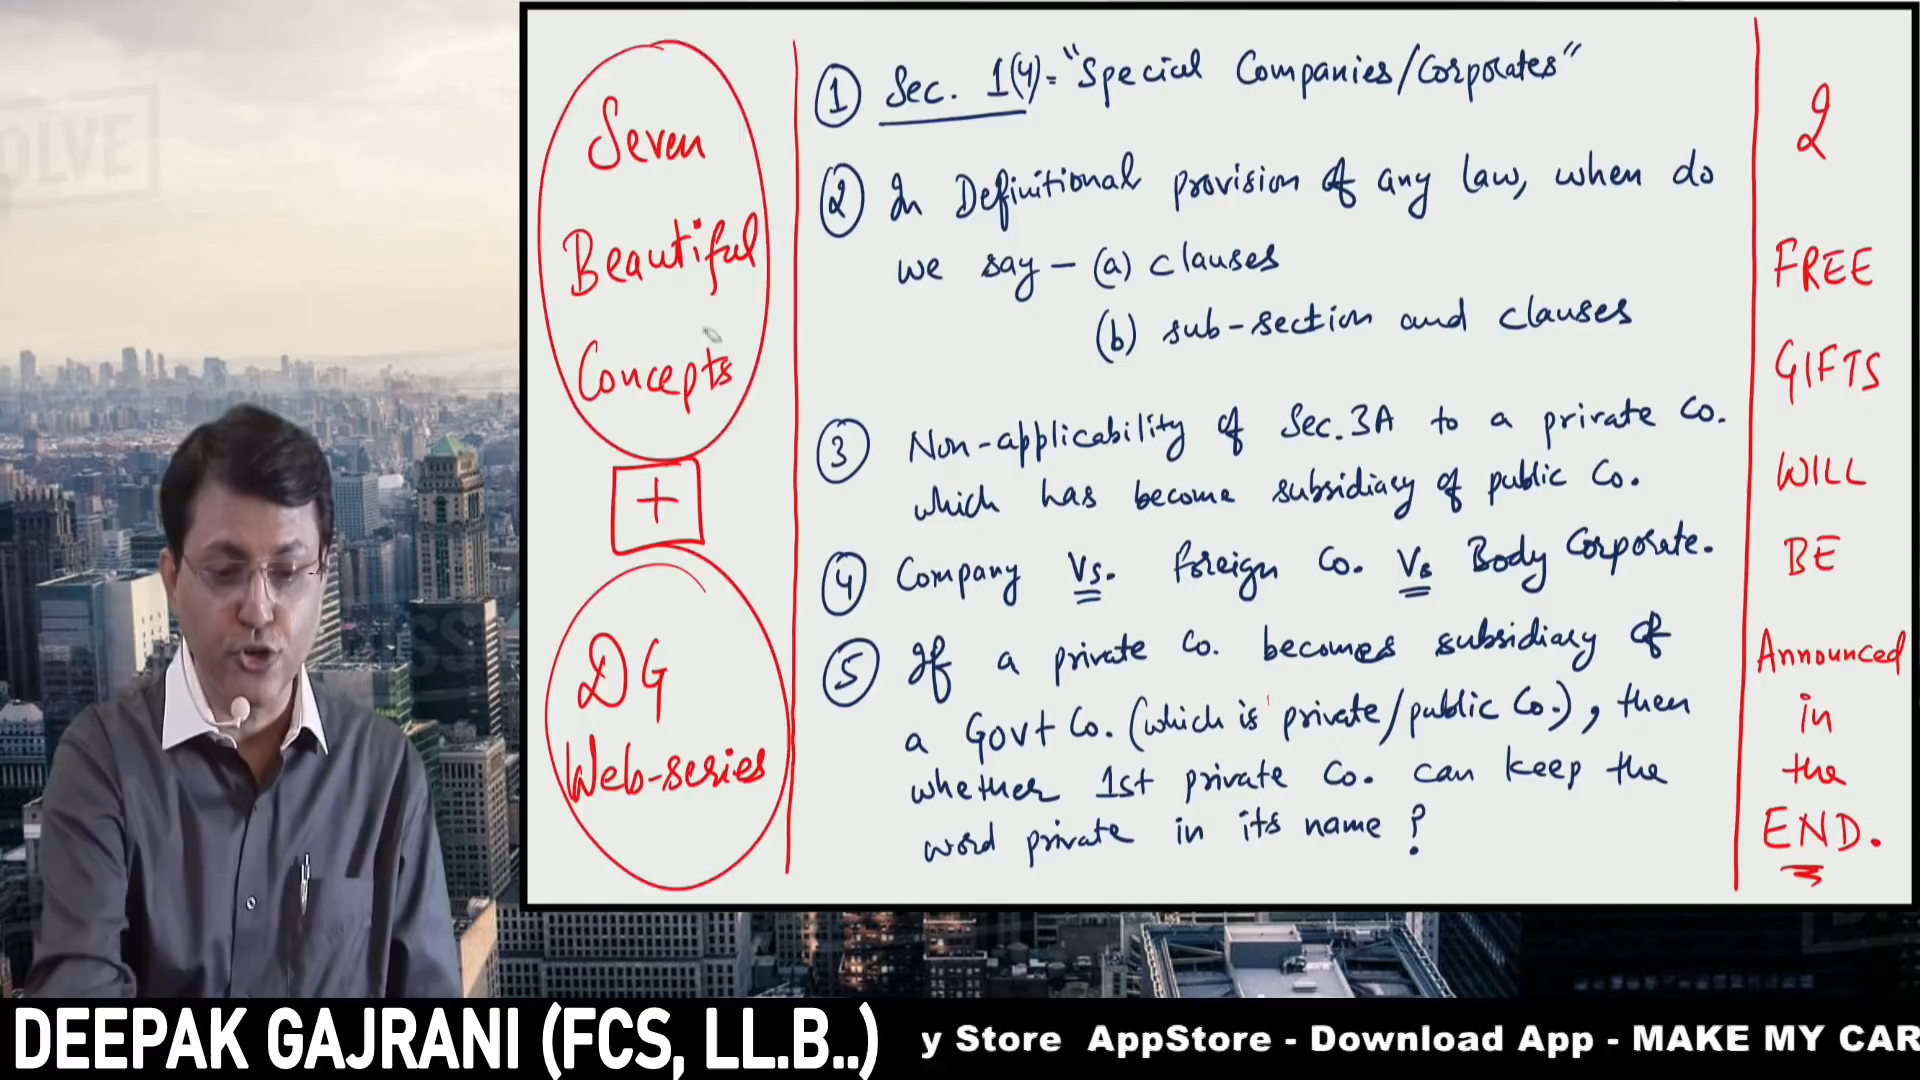 OLVE
Seven
Beautiful
Concepts
+
DG
Web-series
① Sec. 1(4)="Special Companies/Corporates"
② In Definitional provision of any law, when do
we say – (a) clauses
(b) sub-section and clauses
③ Non-applicability of Sec.3A to a private Co.
which has become subsidiary of public Co.
④ Company Vs. Foreign Co. Vs Body Corporate.
⑤ If a private Co. becomes subsidiary of
a Govt Co. (which is private/public Co.), then
whether 1st private Co. can keep the
word private in its name?
2
FREE
GIFTS
WILL
BE
Announced
in
the
END.
DEEPAK GAJRANI (FCS, LL.B..)
y Store AppStore - Download App - MAKE MY CAR